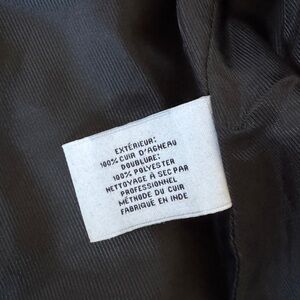 EXTÉRIEUR:
100% CUIR D'AGNEAU
DOUBLURE:
100% POLYESTER
NETTOYAGE À SEC PAR
PROFESSIONNEL
MÉTHODE DU CUIR
FABRIQUÉ EN INDE